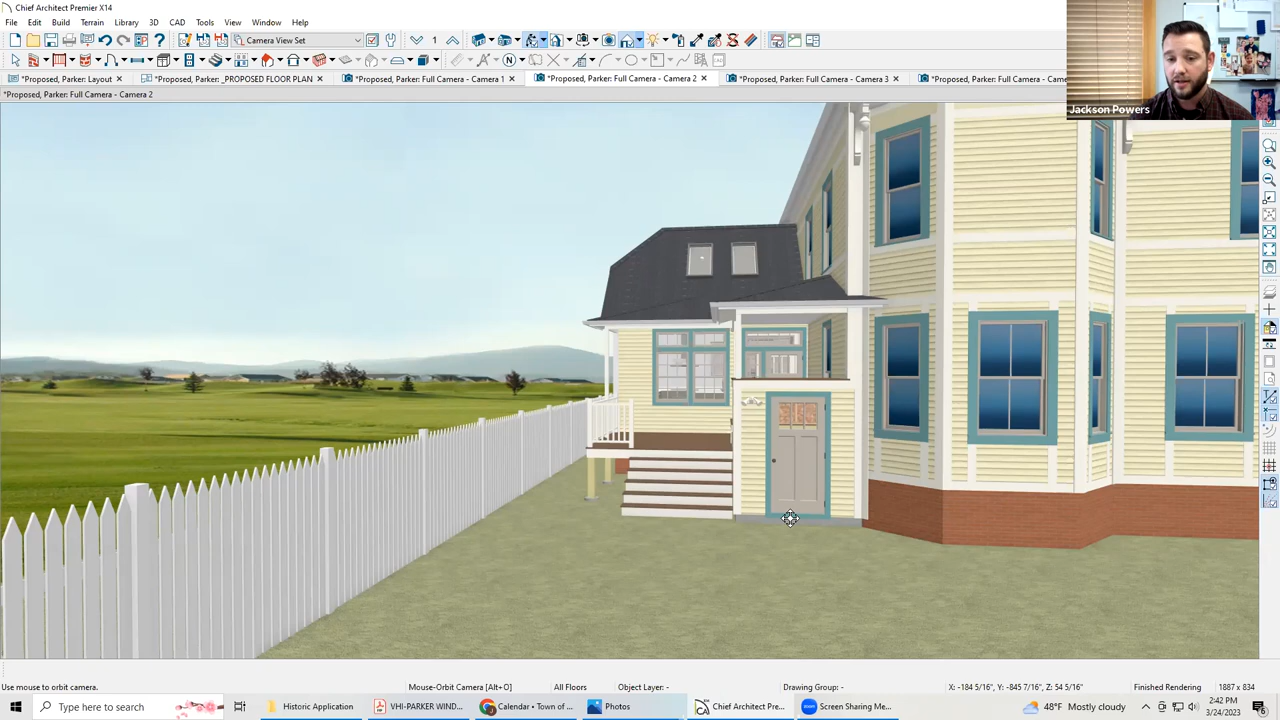 Chief Architect Premier X14
File Edit Build Terrain Library 3D CAD Tools View Window Help
Camera View Set
*Proposed, Parker: Layout *Proposed, Parker: _PROPOSED FLOOR PLAN *Proposed, Parker: Full Camera - Camera 1 *Proposed, Parker: Full Camera - Camera 2 *Proposed, Parker: Full Camera - Camera 3 *Proposed, Parker: Full Camera - Cam
*Proposed, Parker: Full Camera - Camera 2
Jackson Powers
Use mouse to orbit camera. Mouse-Orbit Camera [Alt+O] All Floors Object Layer: - Drawing Group: - X: -184 5/16", Y: -845 7/16", Z: 54 5/16" Finished Rendering 1887 x 834
Type here to search Historic Application VHI-PARKER WIND... Calendar • Town of ... Photos Chief Architect Pre... Screen Sharing Me... 48°F Mostly cloudy 2:42 PM
3/24/2023